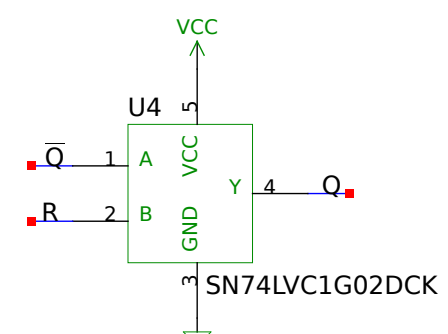 VCC
U4
5
Q̅ 1 A VCC
Y 4 Q
R 2 B GND
3
SN74LVC1G02DCK